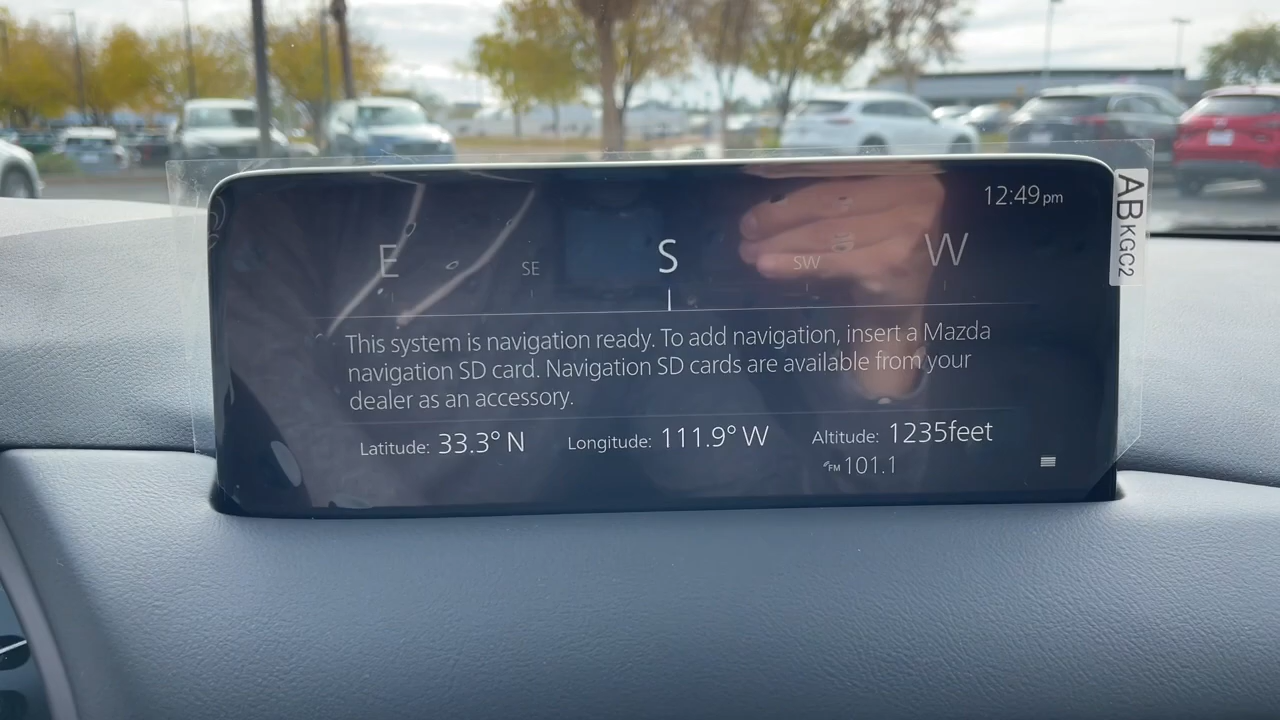 12:49pm
E SE S SW W
This system is navigation ready. To add navigation, insert a Mazda
navigation SD card. Navigation SD cards are available from your
dealer as an accessory.
Latitude: 33.3° N Longitude: 111.9° W Altitude: 1235feet
FM 101.1
AB KGC2